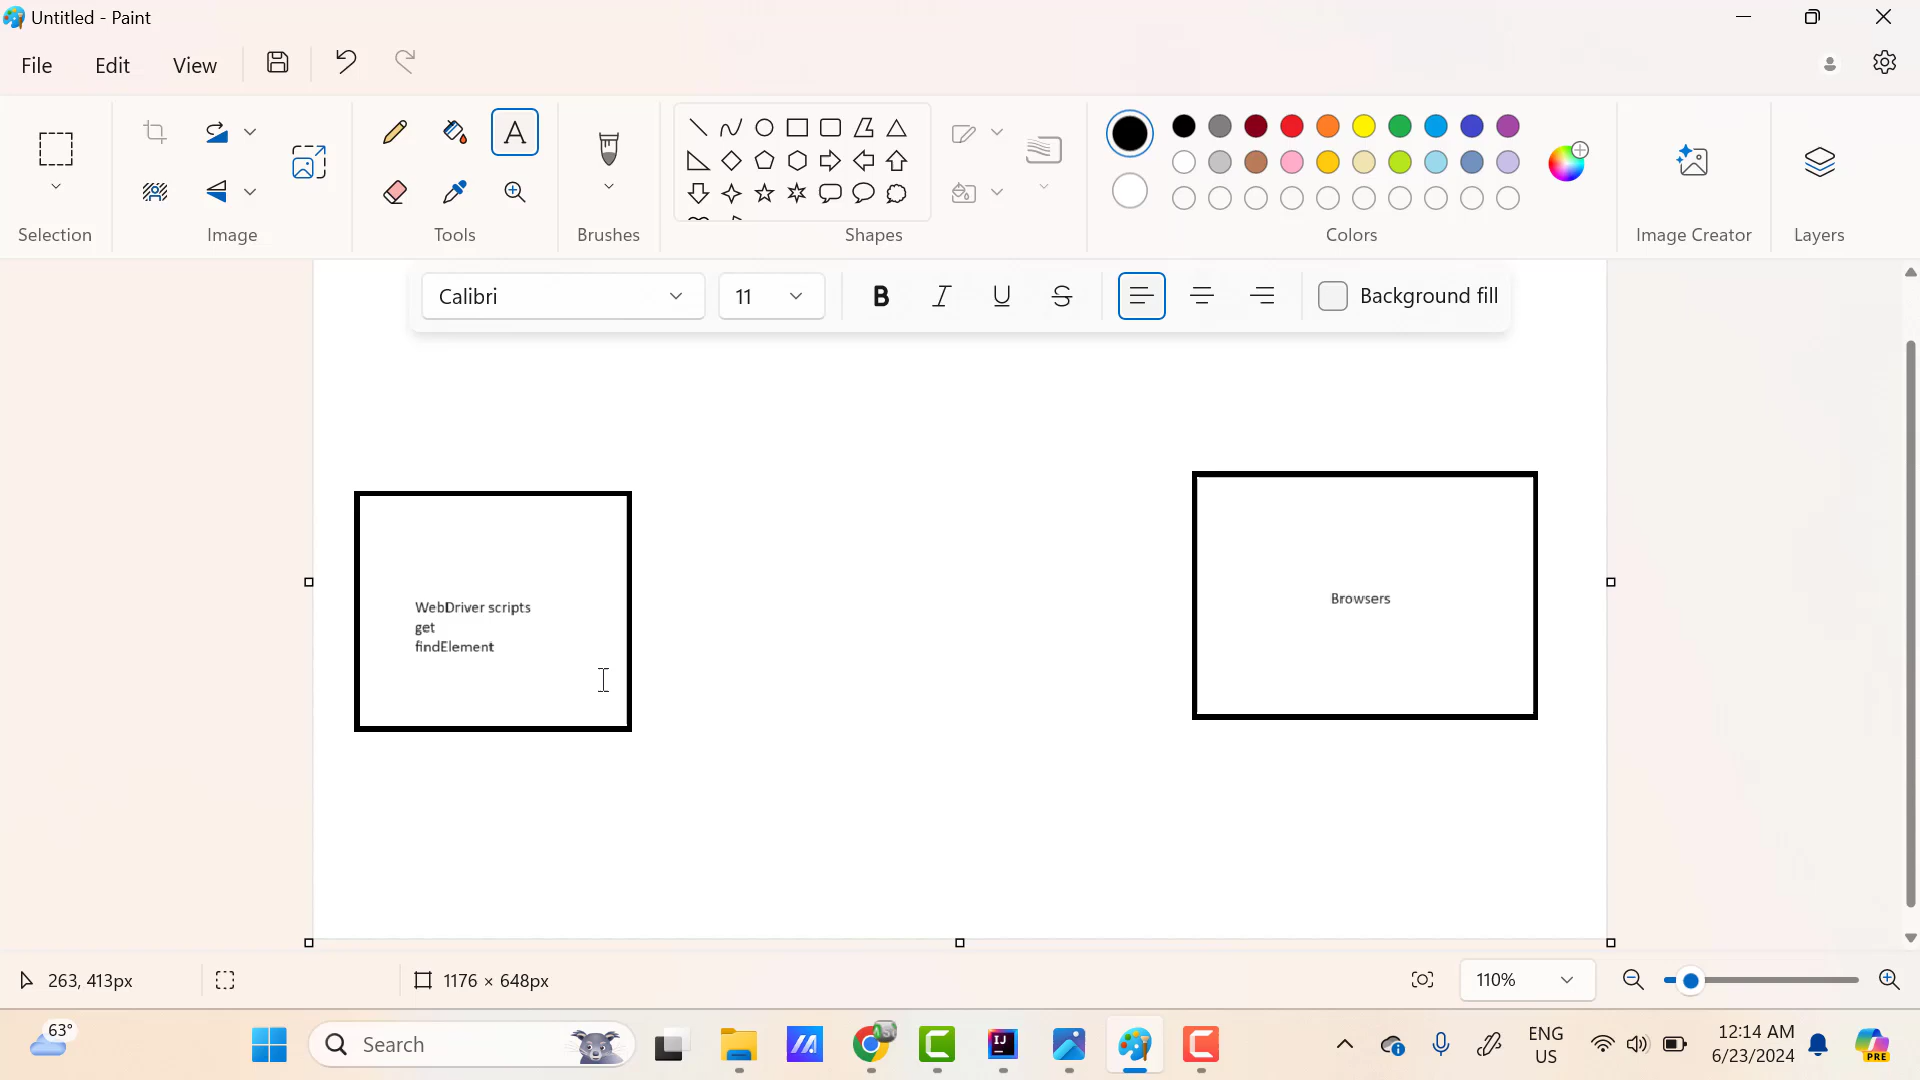 Untitled - Paint
File Edit View
Selection Image Tools Brushes Shapes Colors Image Creator Layers
Calibri 11 B I U S Background fill
WebDriver scripts
get
findElement
Browsers
263, 413px 1176 × 648px 110%
63° Search ENG
US 12:14 AM
6/23/2024
PRE